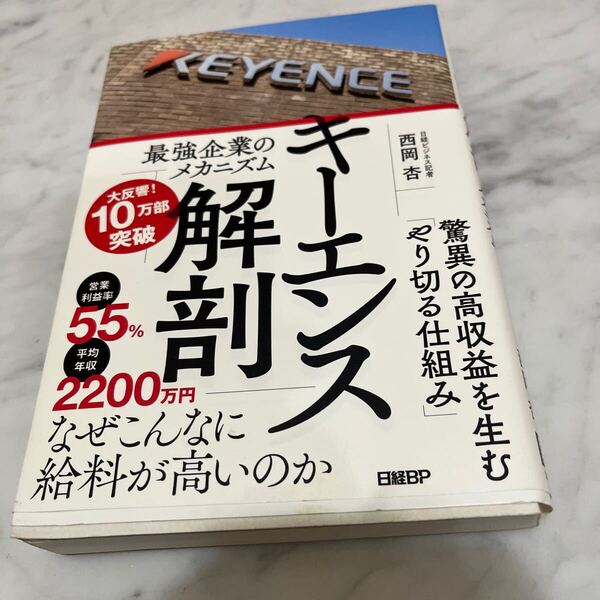 KEYENCE
キーエンス
解剖
最強企業の
メカニズム
日経ビジネス記者
西岡 杏
大反響!
10万部
突破
驚異の高収益を生む
「やり切る仕組み」
営業
利益率
55%
平均
年収
2200万円
なぜこんなに
給料が高いのか
日経BP